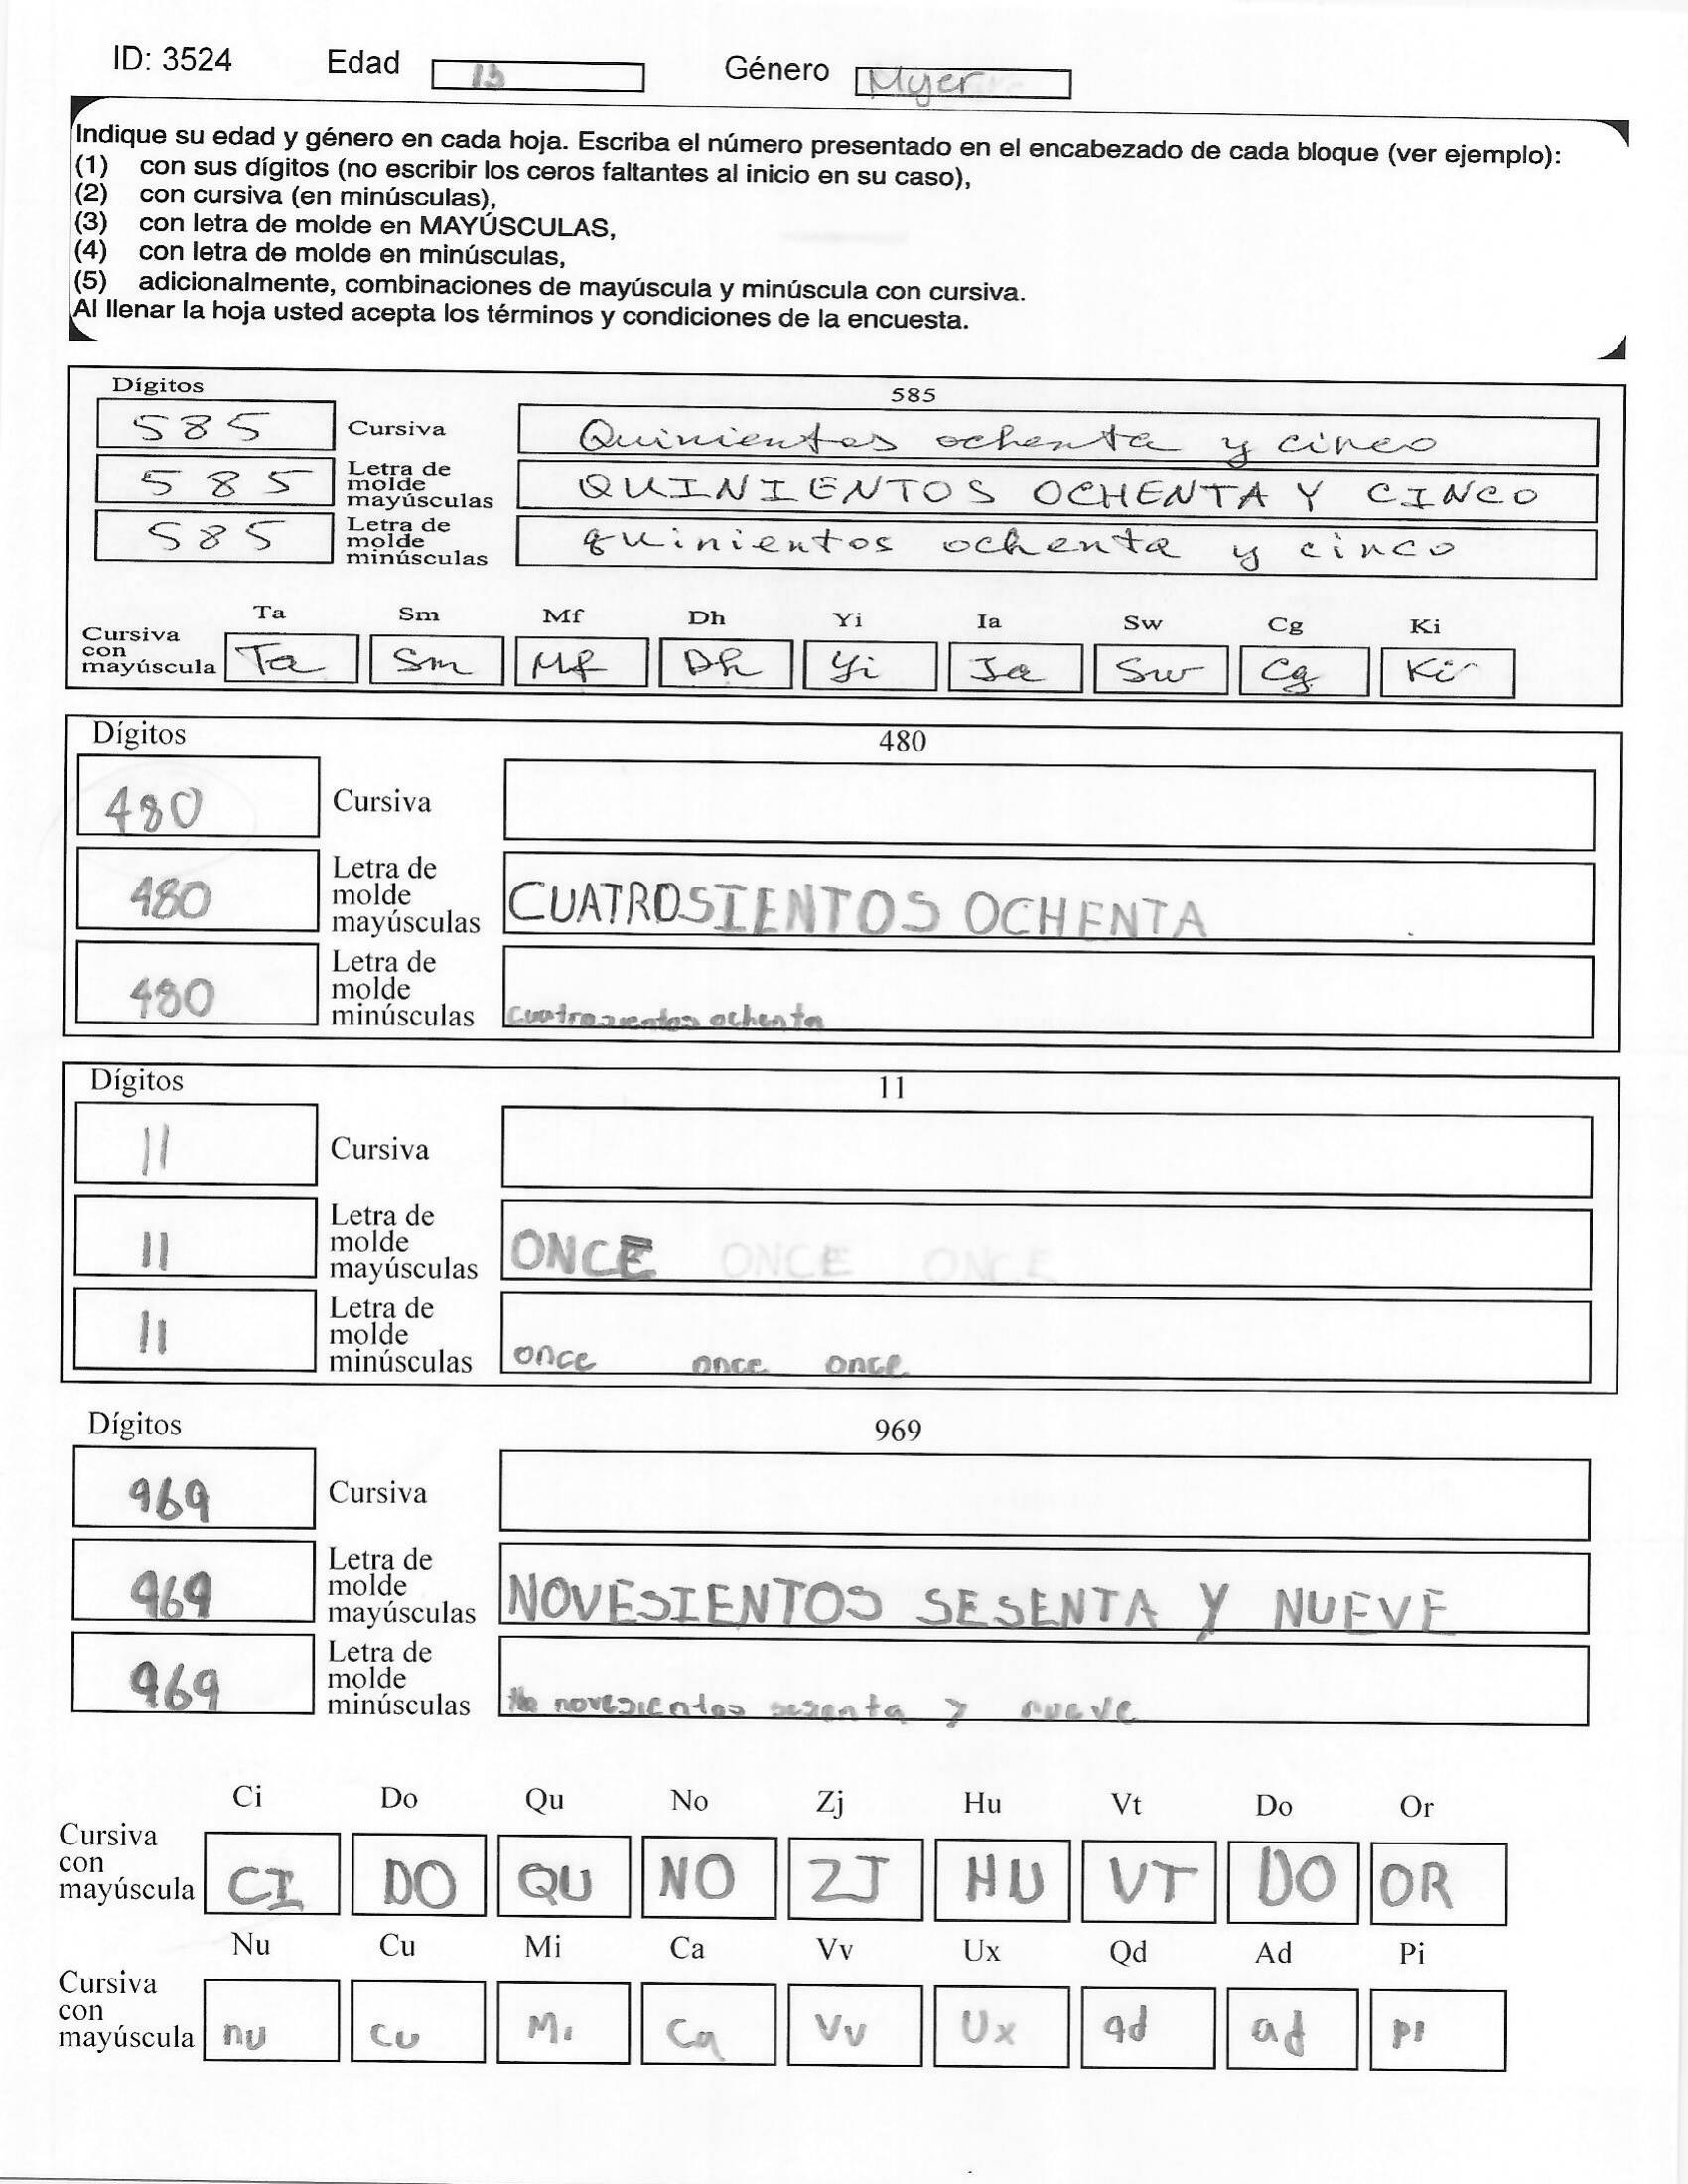 ID: 3524 Edad 13 Género Mujer
Indique su edad y género en cada hoja. Escriba el número presentado en el encabezado de cada bloque (ver ejemplo):
(1) con sus dígitos (no escribir los ceros faltantes al inicio en su caso),
(2) con cursiva (en minúsculas),
(3) con letra de molde en MAYÚSCULAS,
(4) con letra de molde en minúsculas,
(5) adicionalmente, combinaciones de mayúscula y minúscula con cursiva.
Al llenar la hoja usted acepta los términos y condiciones de la encuesta.
Dígitos 585
585 Cursiva Quinientos ochenta y cinco
585 Letra de molde mayúsculas QUINIENTOS OCHENTA Y CINCO
585 Letra de molde minúsculas quinientos ochenta y cinco
Ta Sm Mf Dh Yi Ia Sw Cg Ki
Cursiva con mayúscula Ta Sm Mf Dh Yi Ia Sw Cg Ki
Dígitos 480
480 Cursiva
480 Letra de molde mayúsculas CUATROSIENTOS OCHENTA
480 Letra de molde minúsculas cuatrosientos ochenta
Dígitos 11
11 Cursiva
11 Letra de molde mayúsculas ONCE ONCE ONCE
11 Letra de molde minúsculas once once once
Dígitos 969
969 Cursiva
969 Letra de molde mayúsculas NOVESIENTOS SESENTA Y NUEVE
969 Letra de molde minúsculas novesientos sesenta y nueve
Ci Do Qu No Zj Hu Vt Do Or
Cursiva con mayúscula CI DO QU NO ZJ HU VT DO OR
Nu Cu Mi Ca Vv Ux Qd Ad Pi
Cursiva con mayúscula nu cu Mi Ca Vv Ux qd ad pi